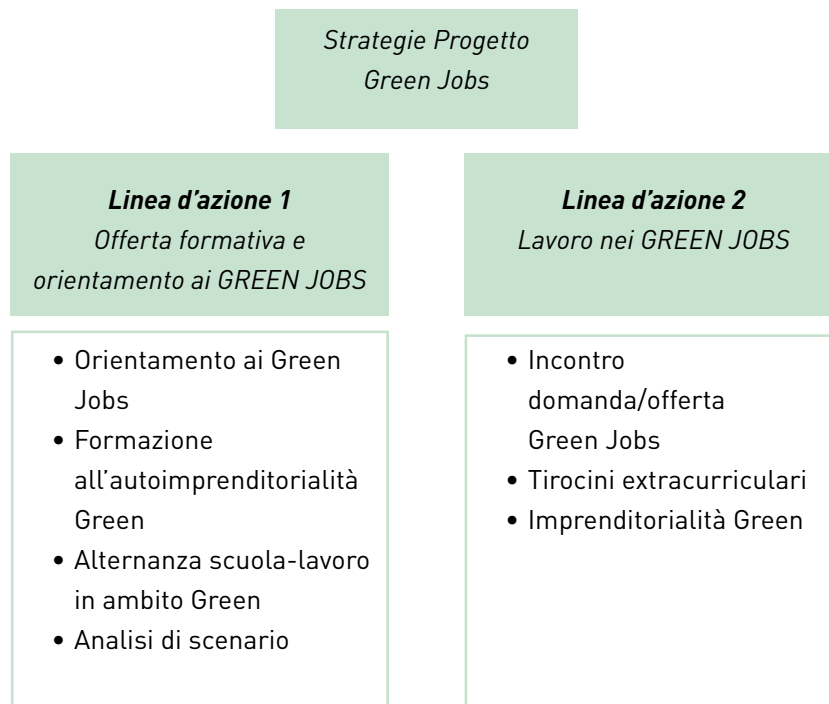 Strategie Progetto
Green Jobs
Linea d’azione 1
Offerta formativa e
orientamento ai GREEN JOBS
• Orientamento ai Green
Jobs
• Formazione
all’autoimprenditorialità
Green
• Alternanza scuola-lavoro
in ambito Green
• Analisi di scenario
Linea d’azione 2
Lavoro nei GREEN JOBS
• Incontro
domanda/offerta
Green Jobs
• Tirocini extracurriculari
• Imprenditorialità Green